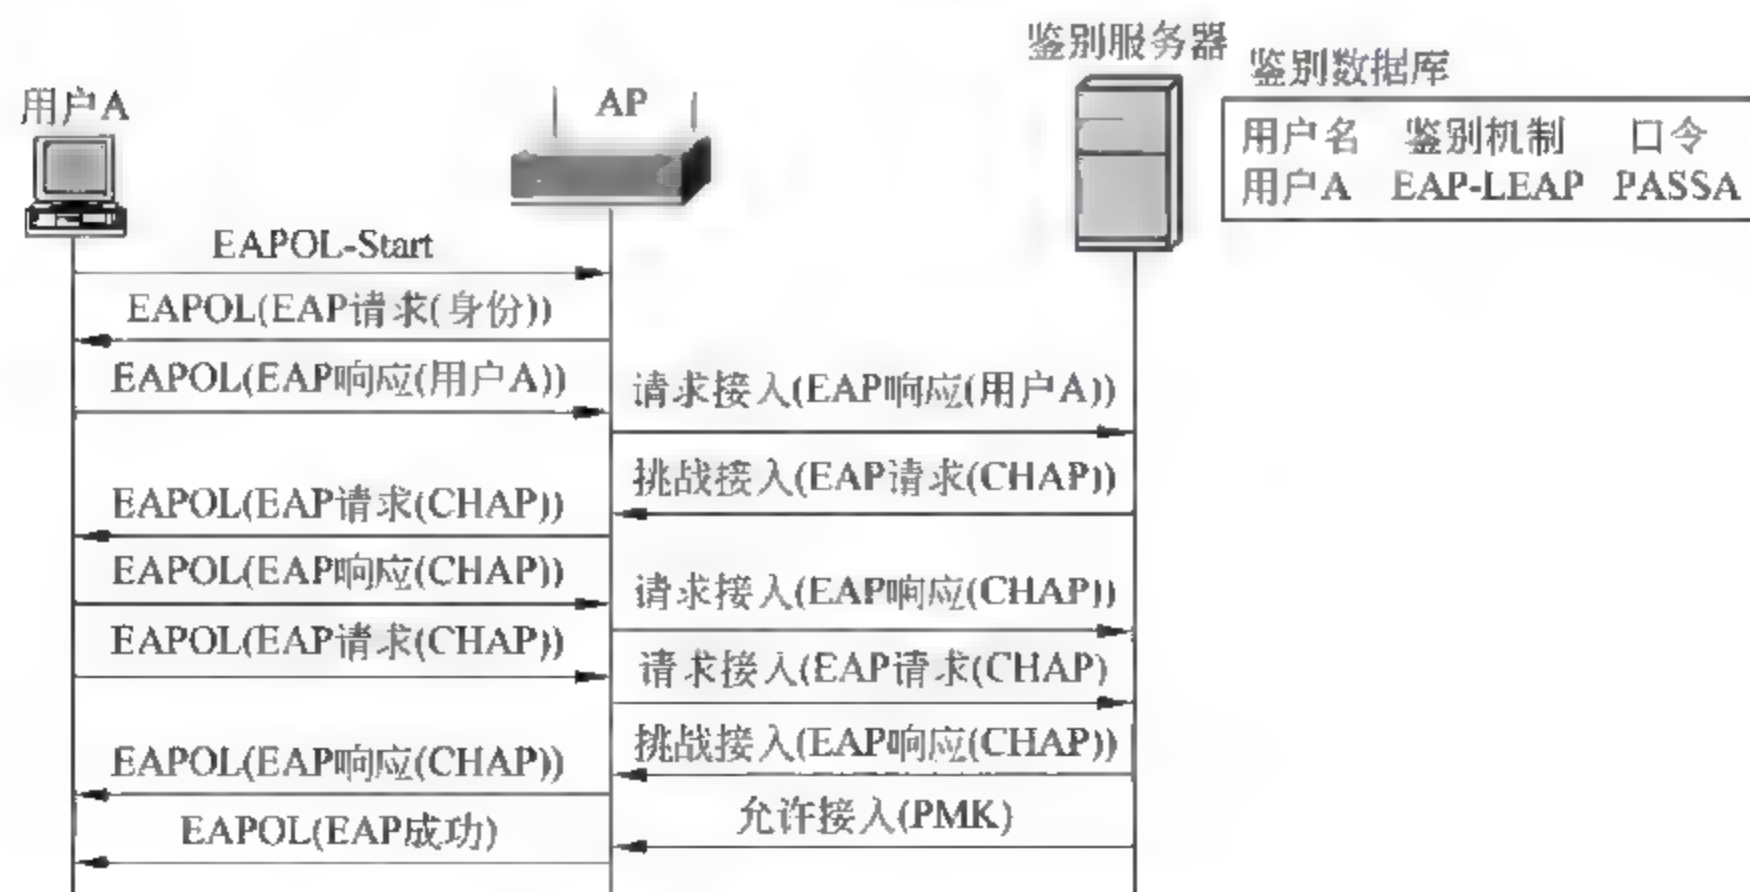 鉴别服务器
鉴别数据库
用户A
AP
用户名 鉴别机制 口令
用户A EAP-LEAP PASSA
EAPOL-Start
EAPOL(EAP请求(身份))
EAPOL(EAP响应(用户A))
请求接入(EAP响应(用户A))
挑战接入(EAP请求(CHAP))
EAPOL(EAP请求(CHAP))
EAPOL(EAP响应(CHAP))
请求接入(EAP响应(CHAP))
EAPOL(EAP请求(CHAP))
请求接入(EAP请求(CHAP)
挑战接入(EAP响应(CHAP))
EAPOL(EAP响应(CHAP))
允许接入(PMK)
EAPOL(EAP成功)